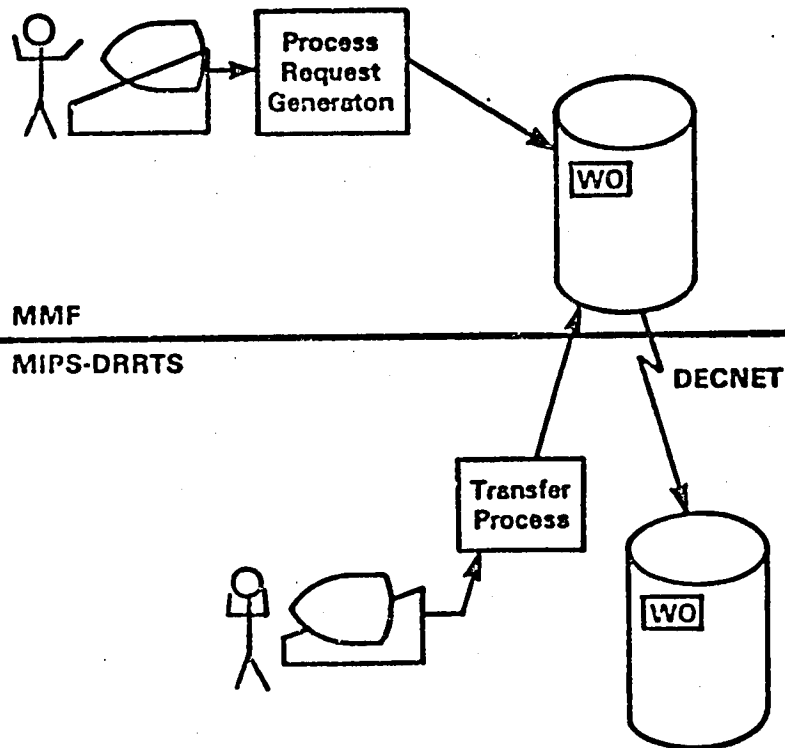 Process
Request
Generaton
WO
MMF
MIPS-DRRTS
DECNET
Transfer
Process
WO